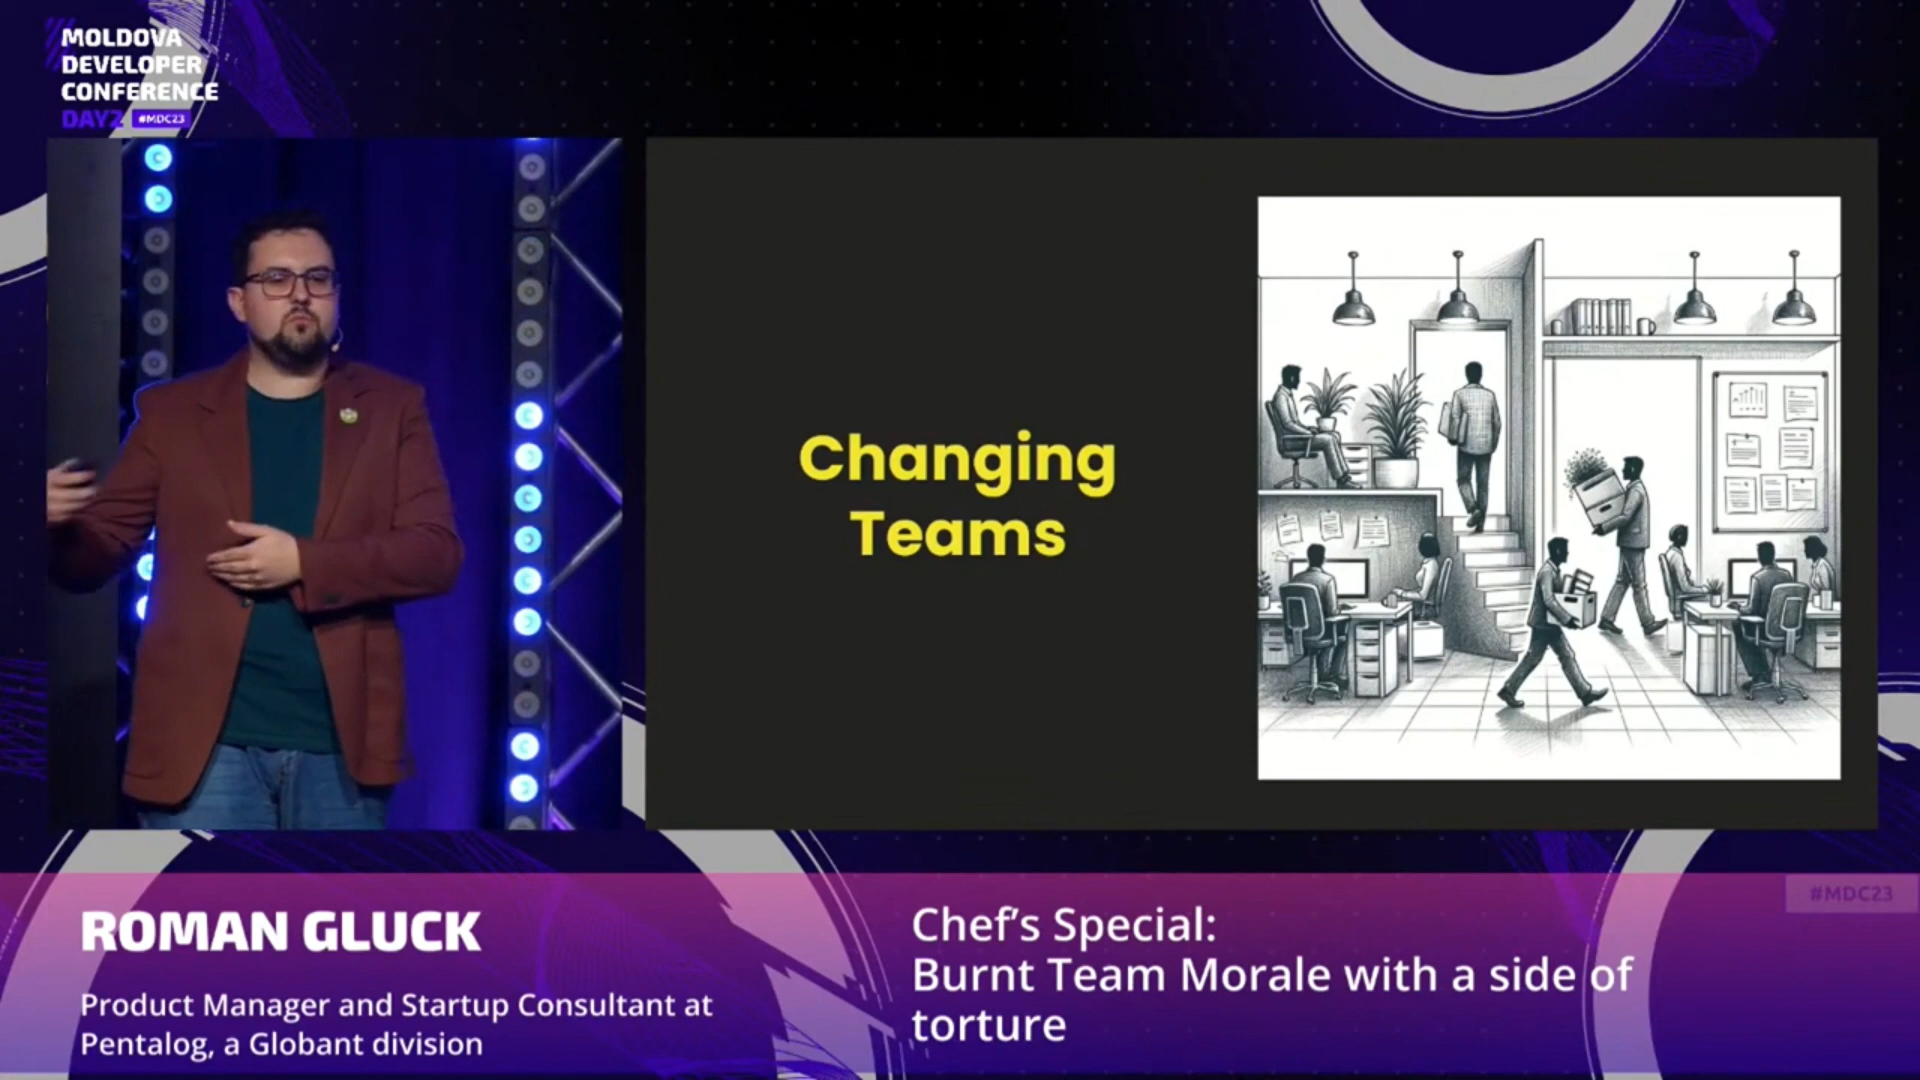 MOLDOVA
DEVELOPER
CONFERENCE
DAY2 #MDC23
Changing
Teams
#MDC23
ROMAN GLUCK
Product Manager and Startup Consultant at
Pentalog, a Globant division
Chef's Special:
Burnt Team Morale with a side of
torture